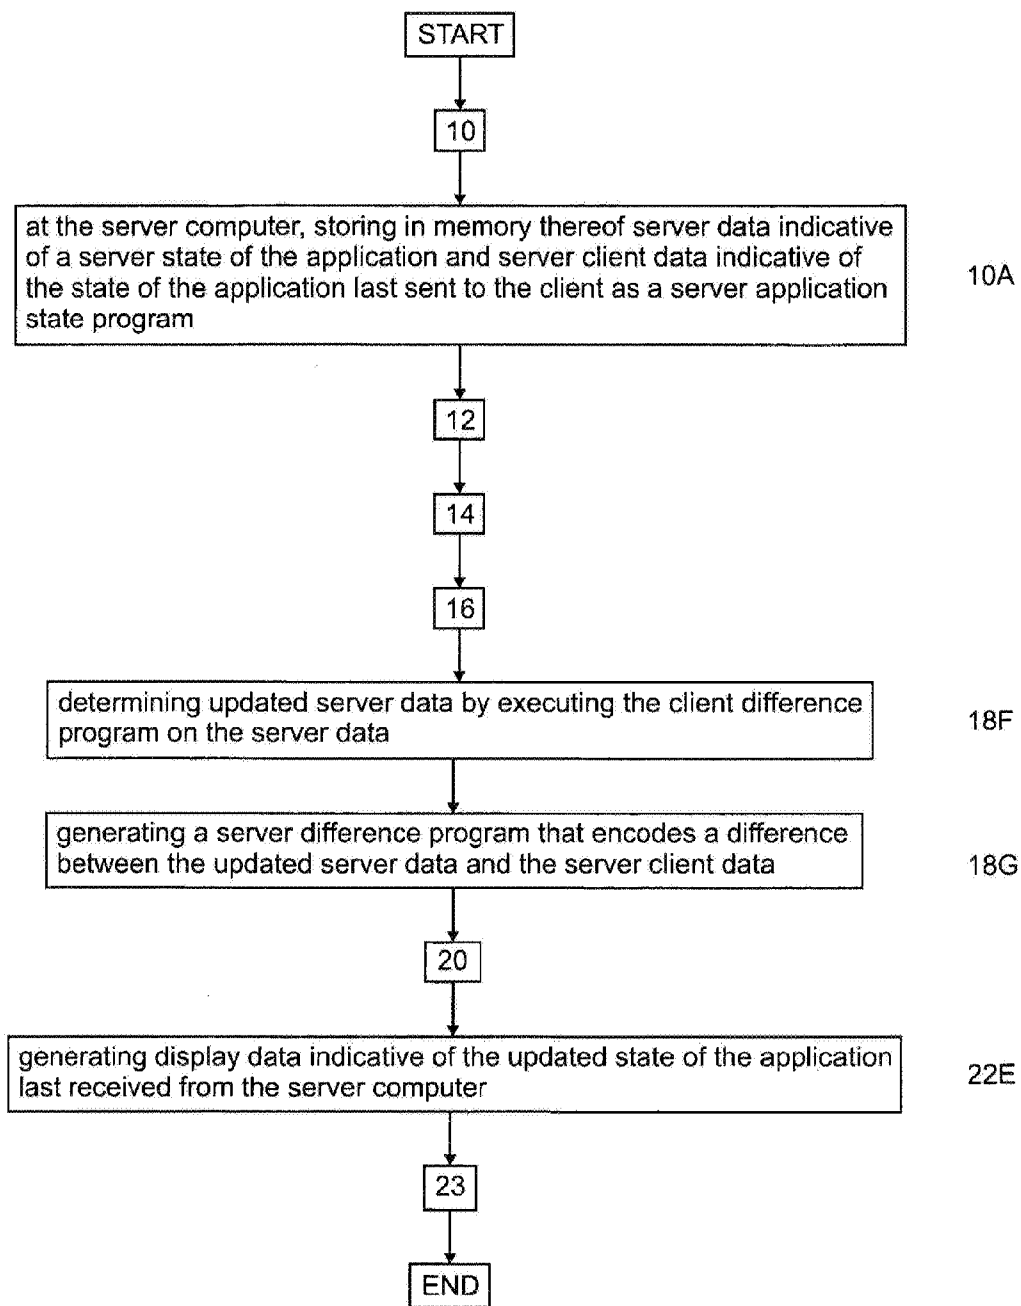 START
10
at the server computer, storing in memory thereof server data indicative
of a server state of the application and server client data indicative of
the state of the application last sent to the client as a server application
state program
10A
12
14
16
determining updated server data by executing the client difference
program on the server data
18F
generating a server difference program that encodes a difference
between the updated server data and the server client data
18G
20
generating display data indicative of the updated state of the application
last received from the server computer
22E
23
END